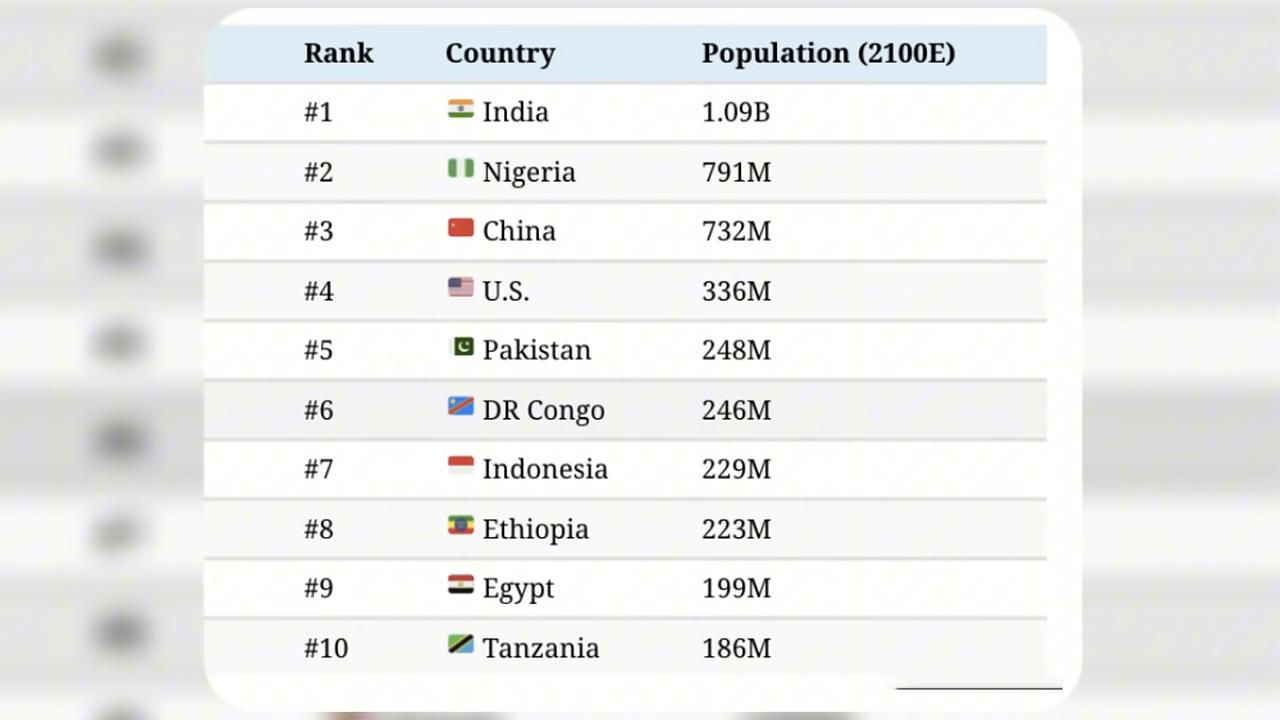 Rank Country Population (2100E)
#1 India 1.09B
#2 Nigeria 791M
#3 China 732M
#4 U.S. 336M
#5 Pakistan 248M
#6 DR Congo 246M
#7 Indonesia 229M
#8 Ethiopia 223M
#9 Egypt 199M
#10 Tanzania 186M